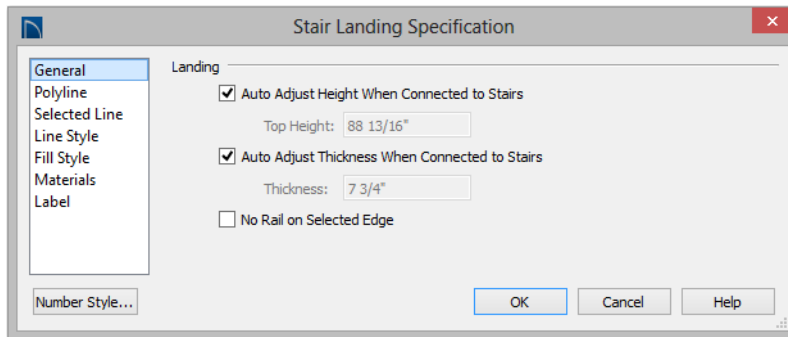 Stair Landing Specification
General
Polyline
Selected Line
Line Style
Fill Style
Materials
Label
Landing
Auto Adjust Height When Connected to Stairs
Top Height: 88 13/16"
Auto Adjust Thickness When Connected to Stairs
Thickness: 7 3/4"
No Rail on Selected Edge
Number Style... OK Cancel Help